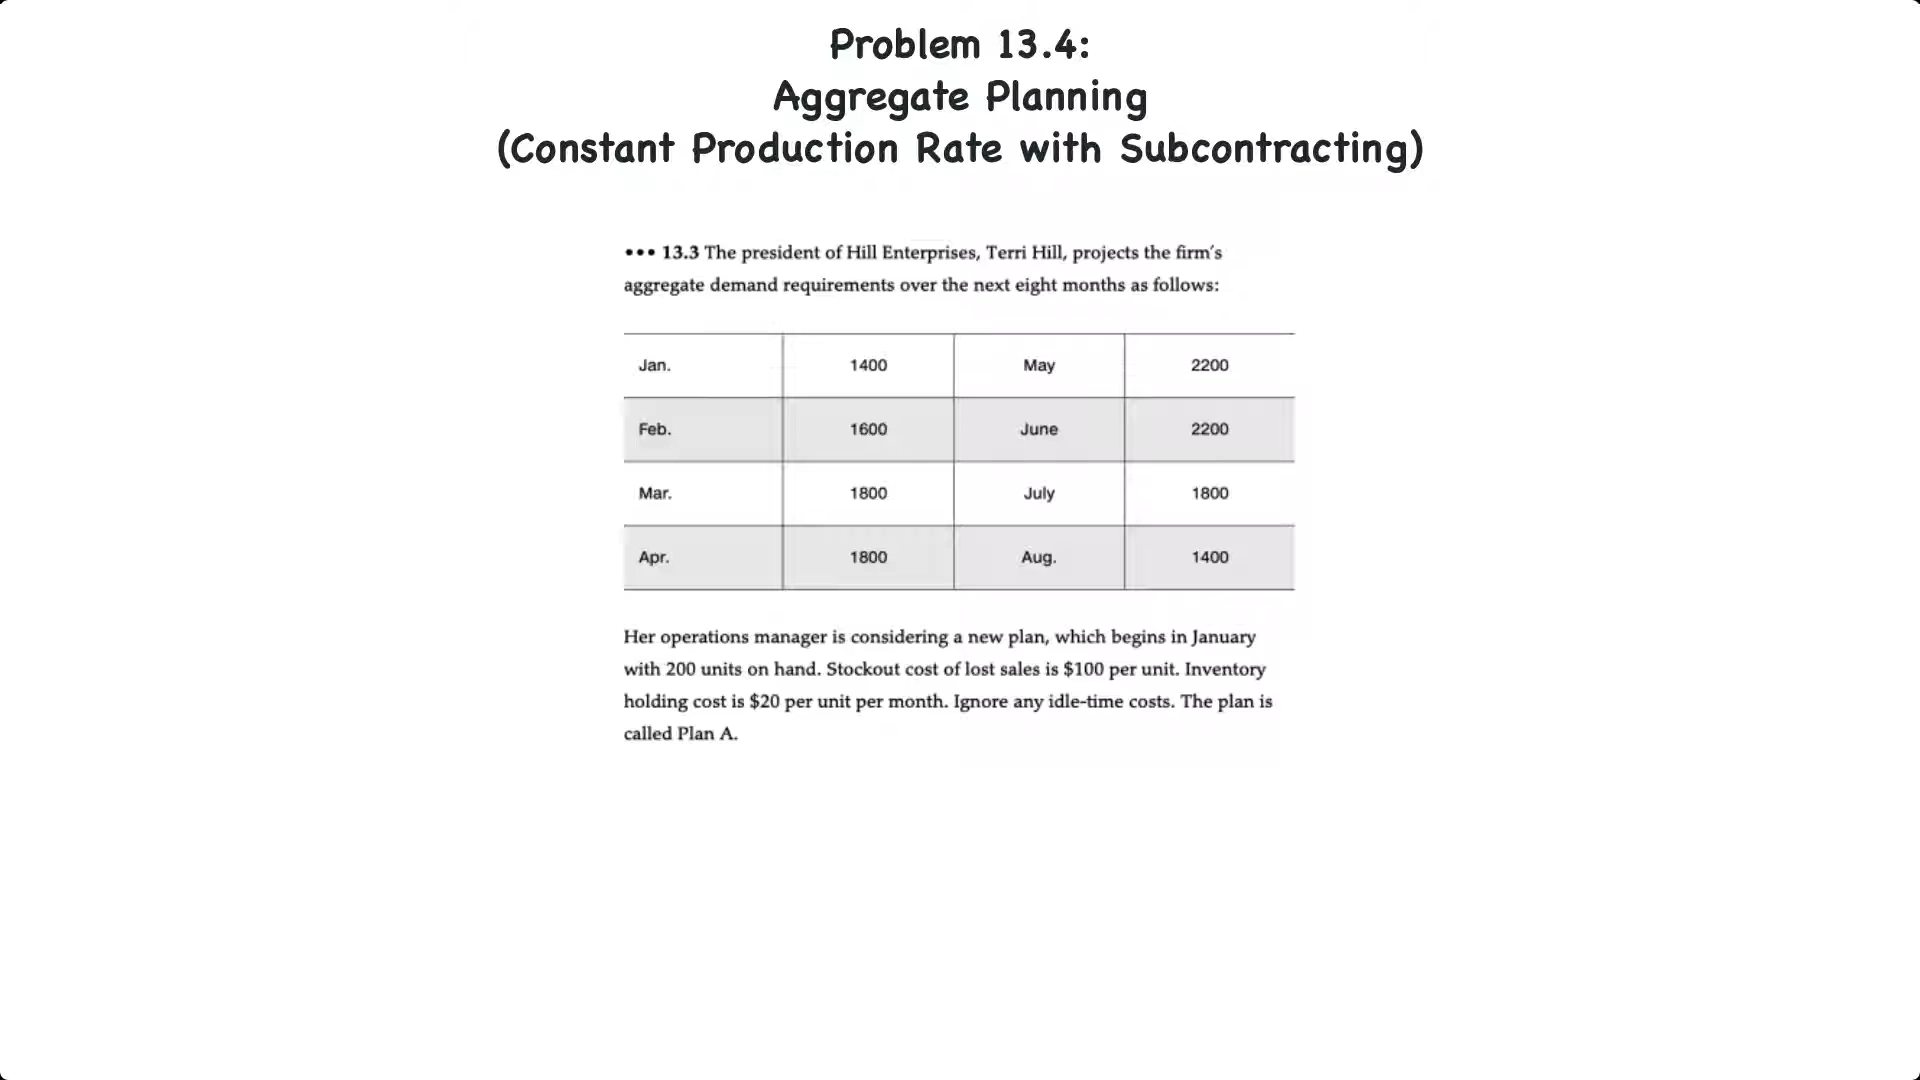 Problem 13.4:
Aggregate Planning
(Constant Production Rate with Subcontracting)
••• 13.3 The president of Hill Enterprises, Terri Hill, projects the firm's
aggregate demand requirements over the next eight months as follows:
Jan. 1400 May 2200
Feb. 1600 June 2200
Mar. 1800 July 1800
Apr. 1800 Aug. 1400
Her operations manager is considering a new plan, which begins in January
with 200 units on hand. Stockout cost of lost sales is $100 per unit. Inventory
holding cost is $20 per unit per month. Ignore any idle-time costs. The plan is
called Plan A.